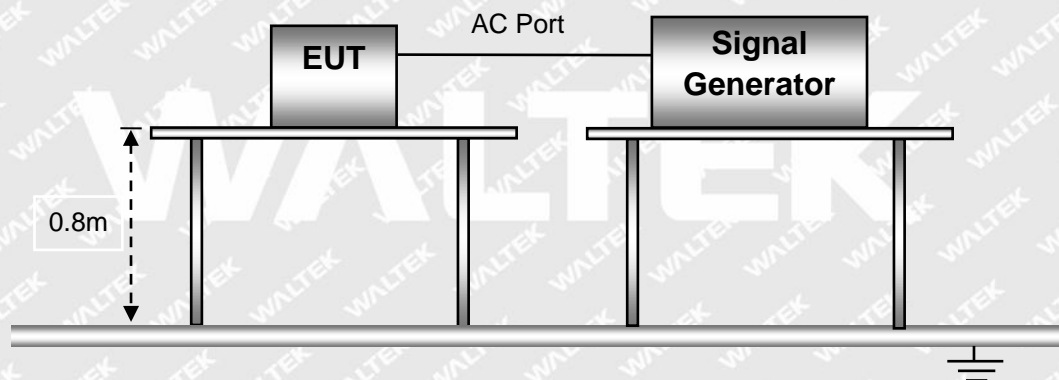 AC Port
EUT
Signal
Generator
0.8m
WALTEK